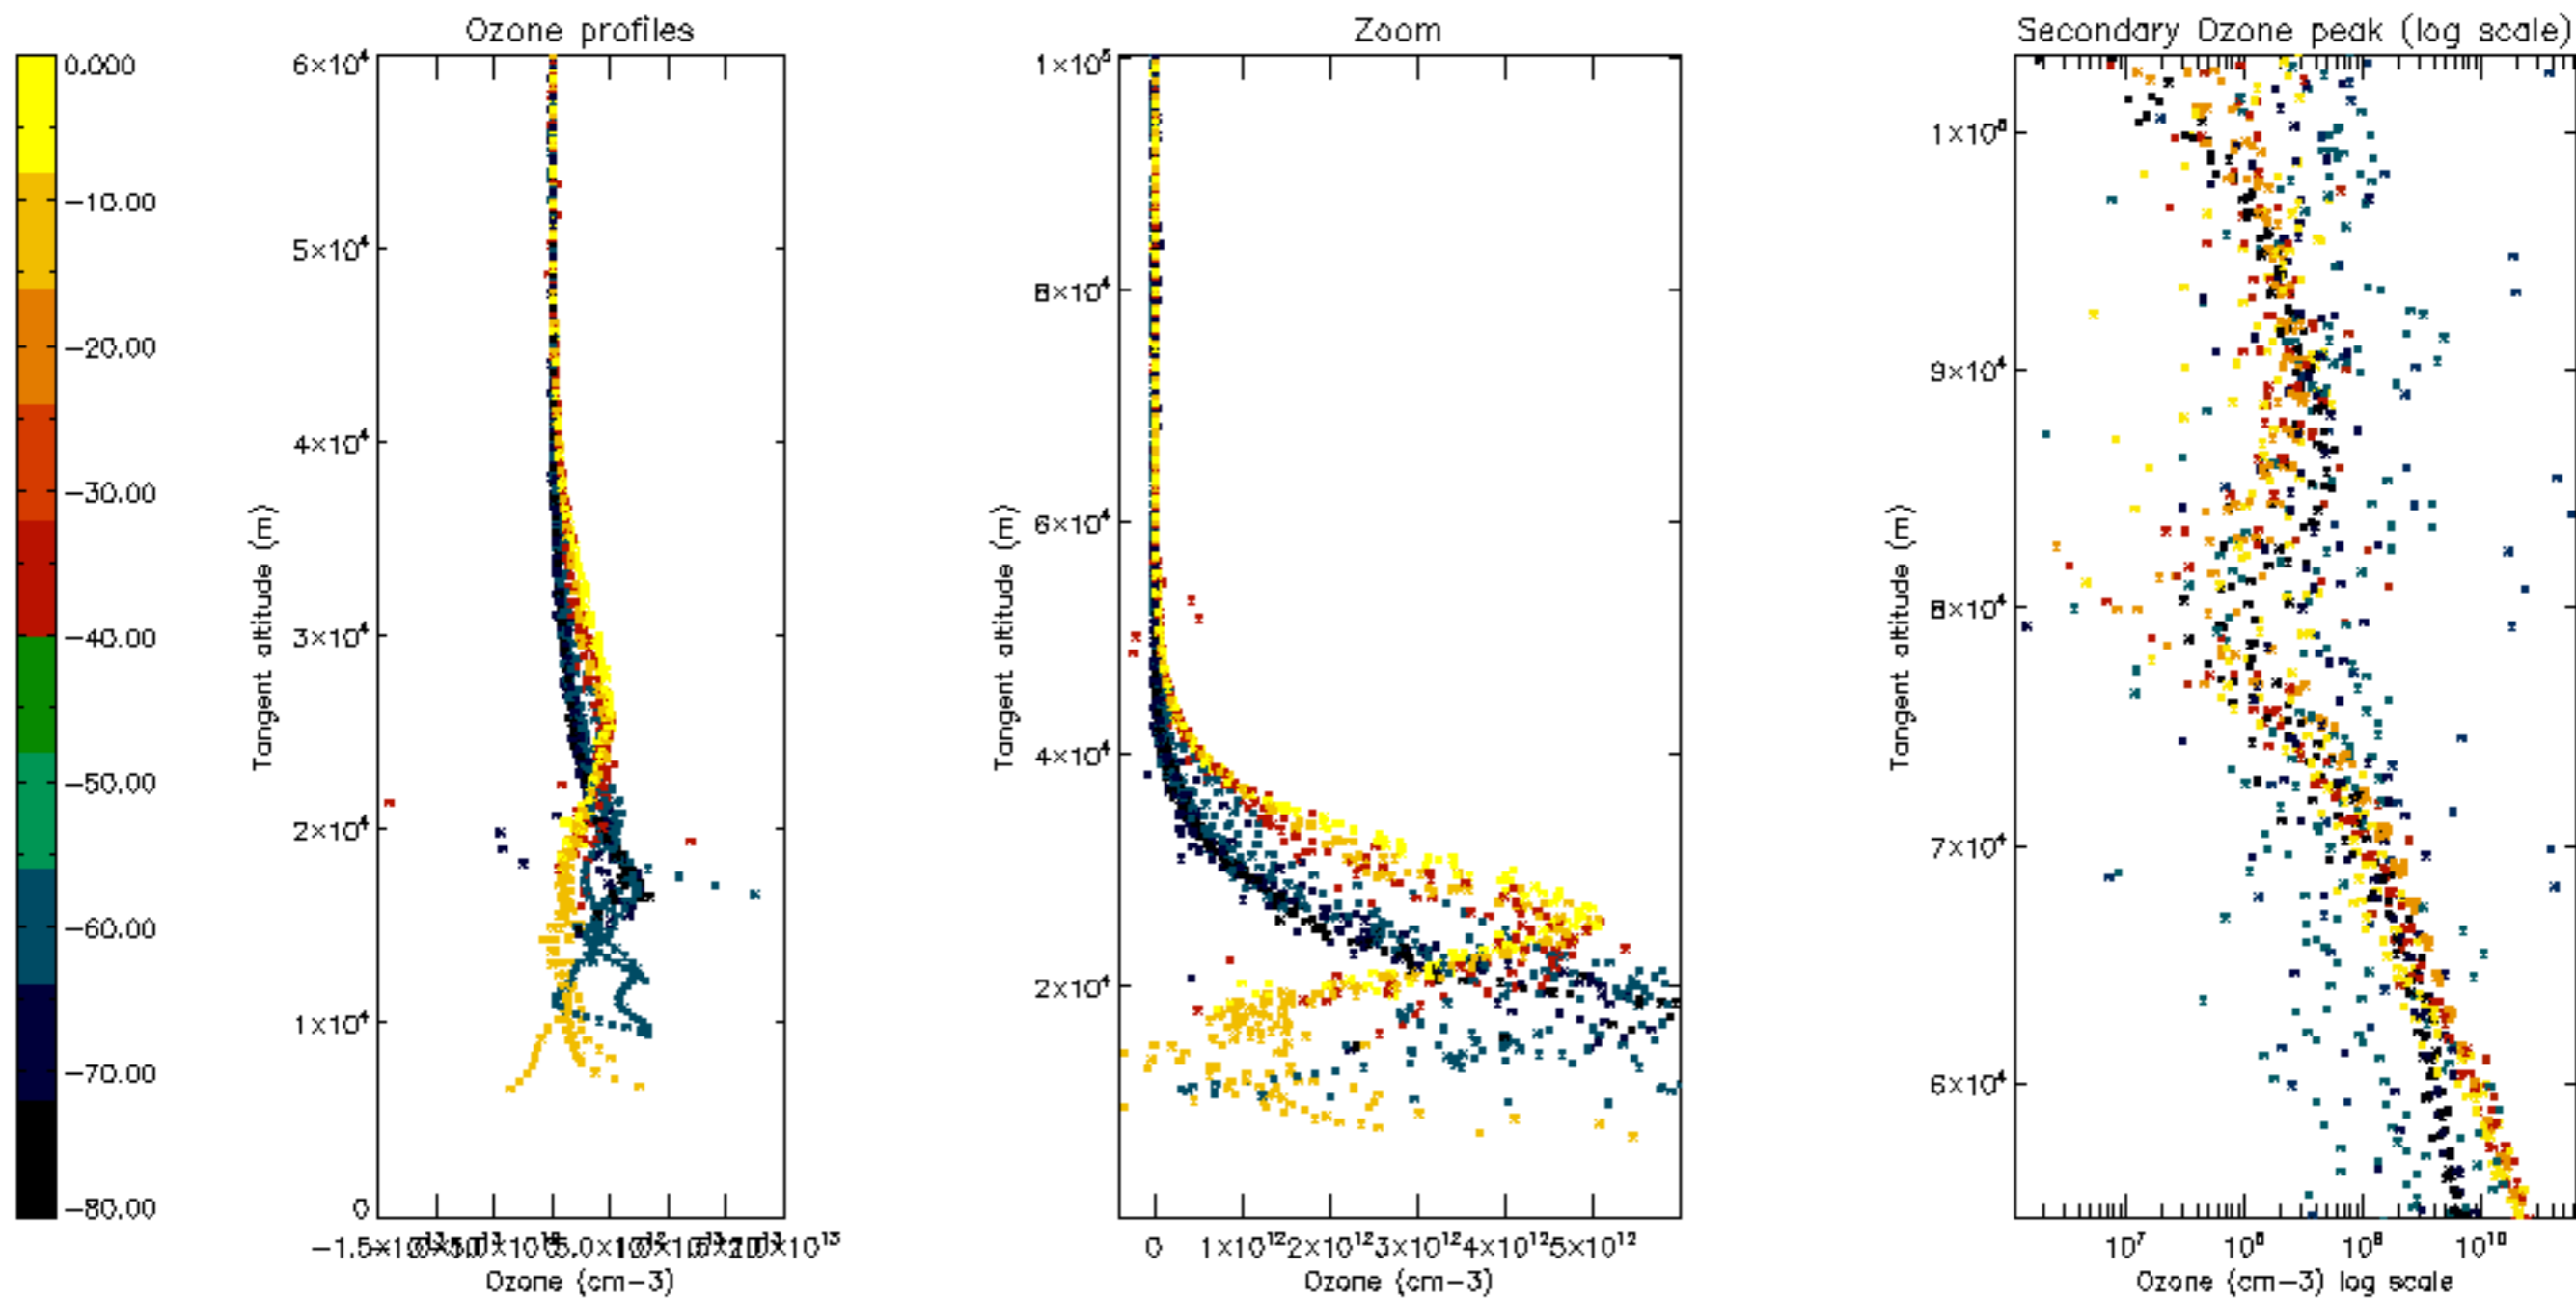 Ozone profiles
Zoom
Secondary Ozone peak (log scale)
0.000
-10.00
-20.00
-30.00
-40.00
-50.00
-60.00
-70.00
-80.00
6×10⁴
5×10⁴
4×10⁴
3×10⁴
2×10⁴
1×10⁴
0
Tangent altitude (m)
Ozone (cm-3)
1×10⁵
8×10⁴
6×10⁴
4×10⁴
2×10⁴
Tangent altitude (m)
0 1×10¹² 2×10¹² 3×10¹² 4×10¹² 5×10¹²
Ozone (cm-3)
9×10⁴
8×10⁴
7×10⁴
6×10⁴
Tangent altitude (m)
10⁷ 10⁸ 10⁹ 10¹⁰
Ozone (cm-3) log scale